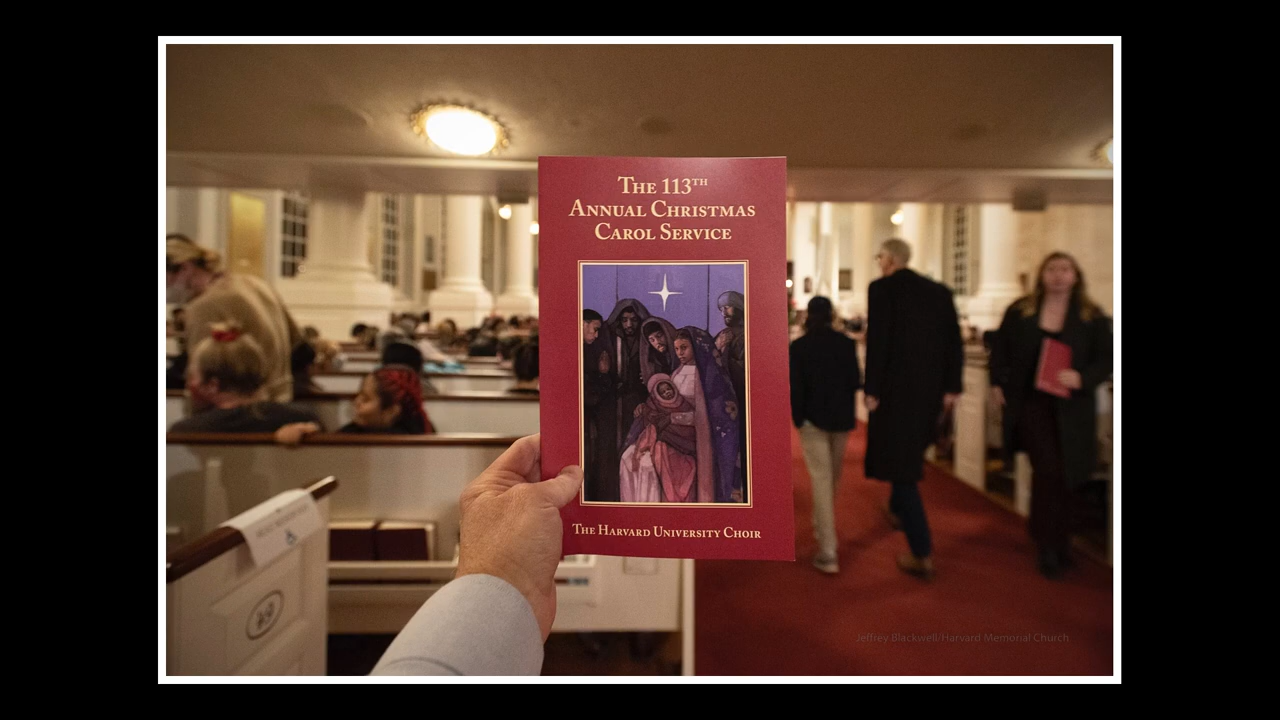 The 113th
Annual Christmas
Carol Service
The Harvard University Choir
Jeffrey Blackwell/Harvard Memorial Church